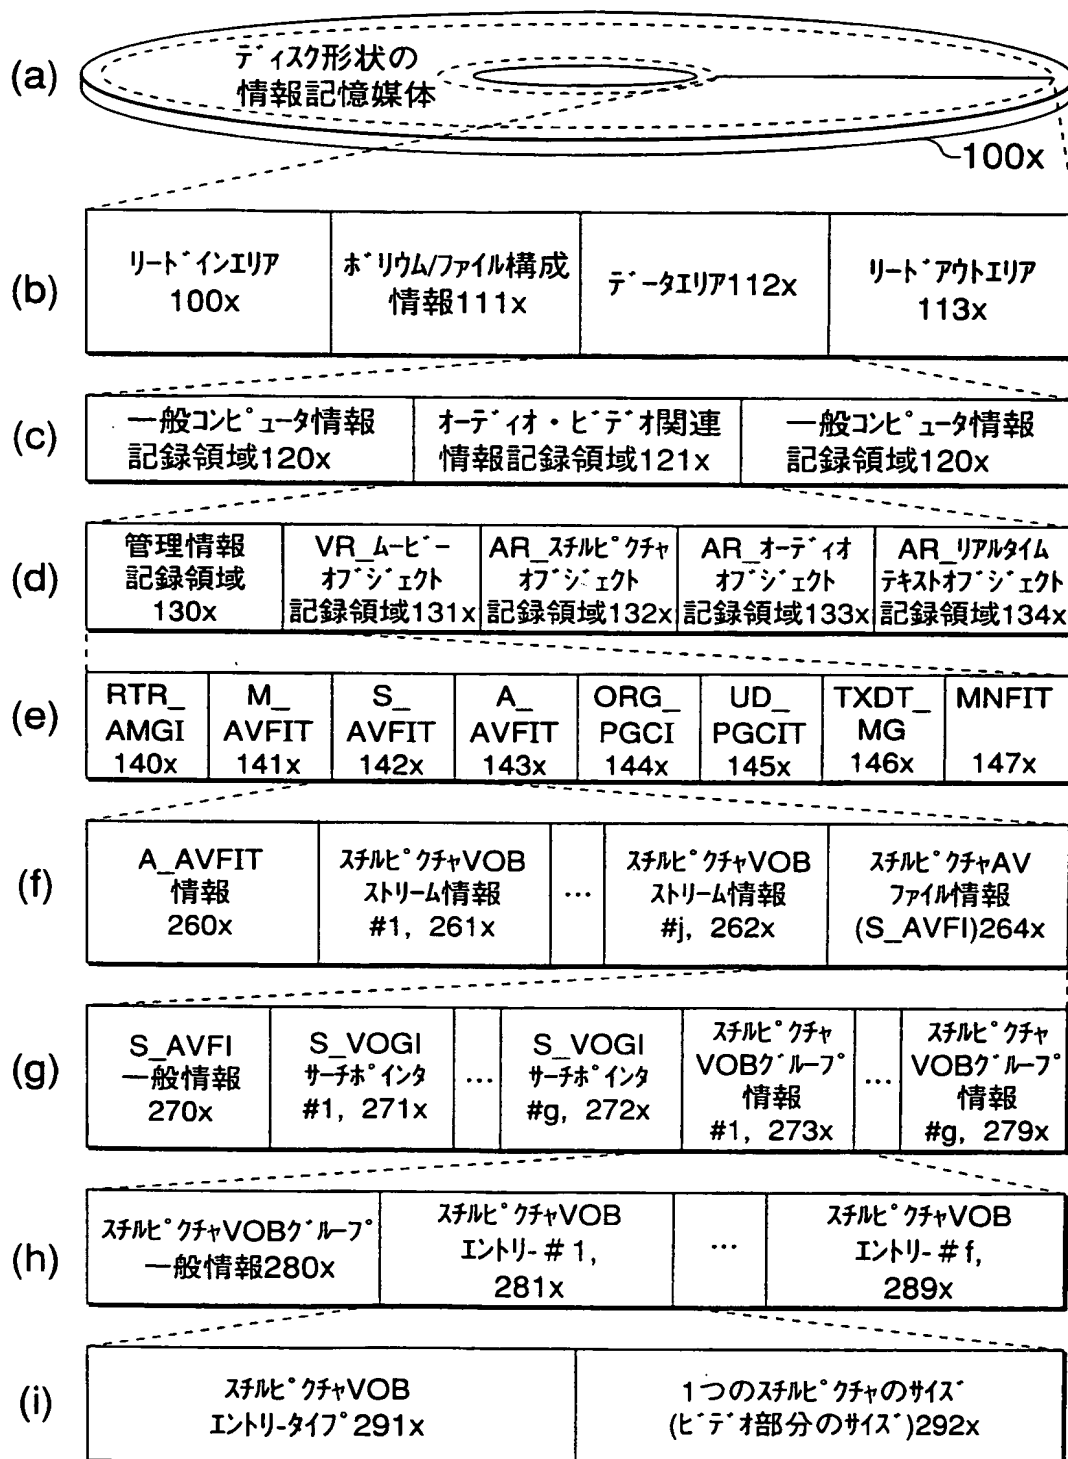 (a)
ディスク形状の
情報記憶媒体
100x
(b)
リードインエリア
100x
ボリウム/ファイル構成
情報111x
データエリア112x
リードアウトエリア
113x
(c)
一般コンピュータ情報
記録領域120x
オーディオ・ビデオ関連
情報記録領域121x
一般コンピュータ情報
記録領域120x
(d)
管理情報
記録領域
130x
VR_ムービー
オブジェクト
記録領域131x
AR_スチルピクチャ
オブジェクト
記録領域132x
AR_オーディオ
オブジェクト
記録領域133x
AR_リアルタイム
テキストオブジェクト
記録領域134x
(e)
RTR_
AMGI
140x
M_
AVFIT
141x
S_
AVFIT
142x
A_
AVFIT
143x
ORG_
PGCI
144x
UD_
PGCIT
145x
TXDT_
MG
146x
MNFIT
147x
(f)
A_AVFIT
情報
260x
スチルピクチャVOB
ストリーム情報
#1, 261x
…
スチルピクチャVOB
ストリーム情報
#j, 262x
スチルピクチャAV
ファイル情報
(S_AVFI)264x
(g)
S_AVFI
一般情報
270x
S_VOGI
サーチポインタ
#1, 271x
…
S_VOGI
サーチポインタ
#g, 272x
スチルピクチャ
VOBグループ
情報
#1, 273x
…
スチルピクチャ
VOBグループ
情報
#g, 279x
(h)
スチルピクチャVOBグループ
一般情報280x
スチルピクチャVOB
エントリー#1,
281x
…
スチルピクチャVOB
エントリー#f,
289x
(i)
スチルピクチャVOB
エントリータイプ291x
1つのスチルピクチャのサイズ
(ビデオ部分のサイズ)292x